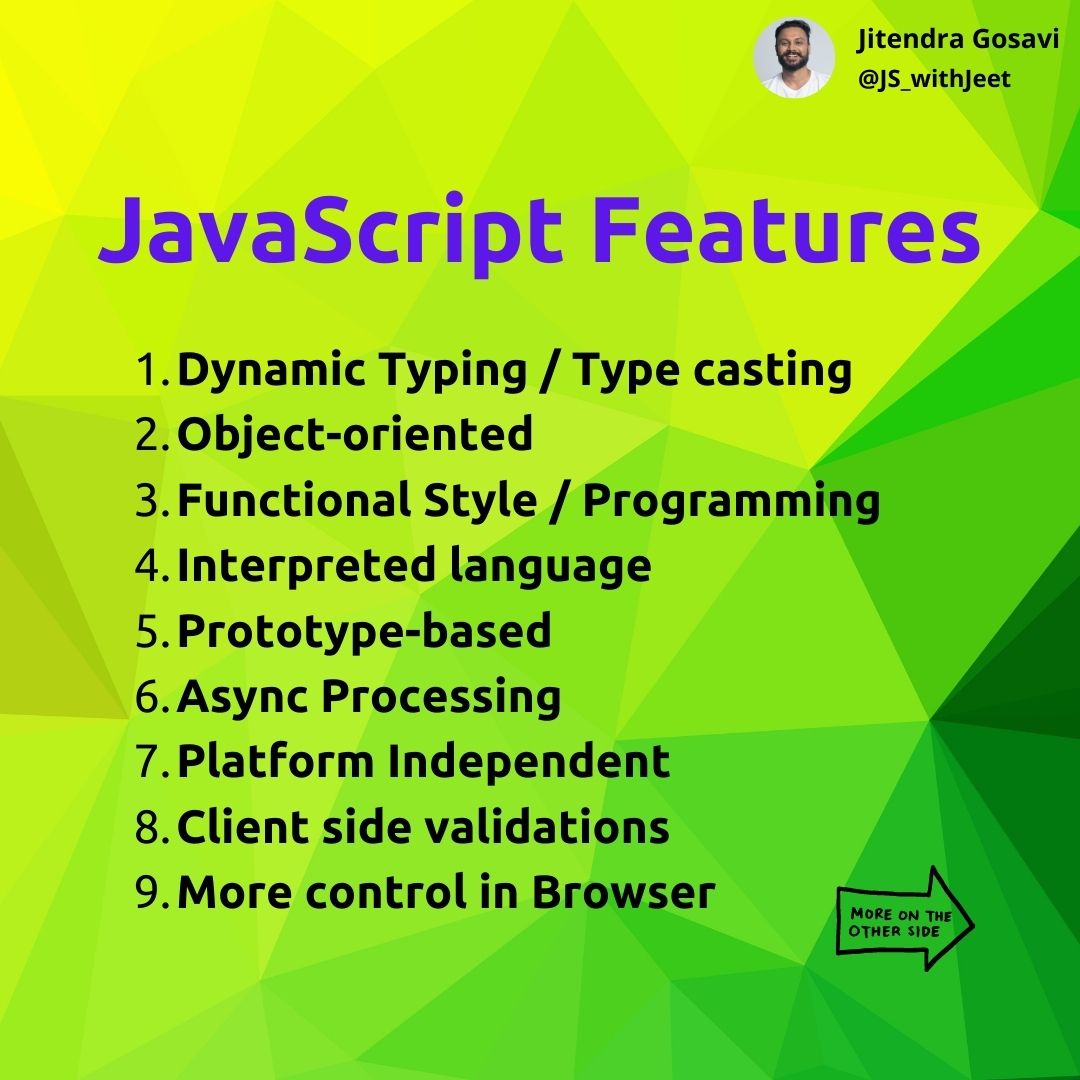 Jitendra Gosavi
@JS_withJeet
JavaScript Features
1. Dynamic Typing / Type casting
2. Object-oriented
3. Functional Style / Programming
4. Interpreted language
5. Prototype-based
6. Async Processing
7. Platform Independent
8. Client side validations
9. More control in Browser
MORE ON THE
OTHER SIDE